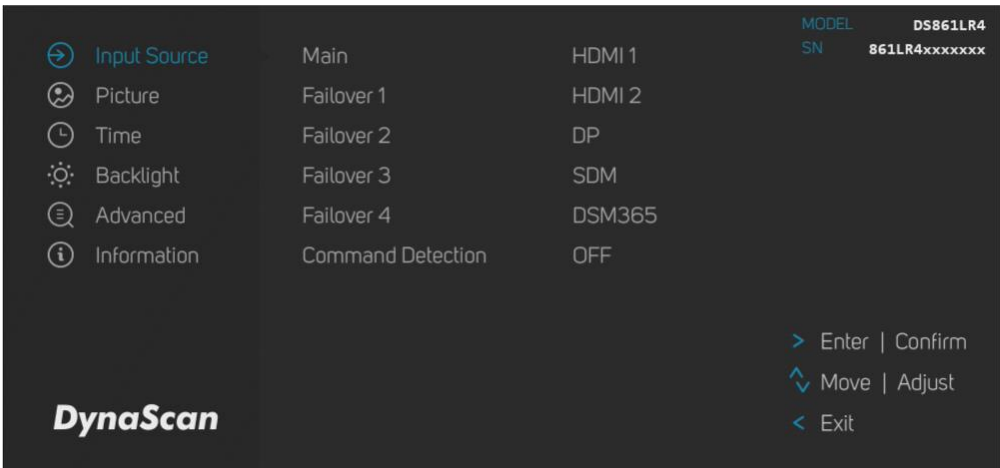 MODEL DS861LR4
SN 861LR4xxxxxxx
Input Source Main HDMI 1
Picture Failover 1 HDMI 2
Time Failover 2 DP
Backlight Failover 3 SDM
Advanced Failover 4 DSM365
Information Command Detection OFF
> Enter | Confirm
Move | Adjust
< Exit
DynaScan